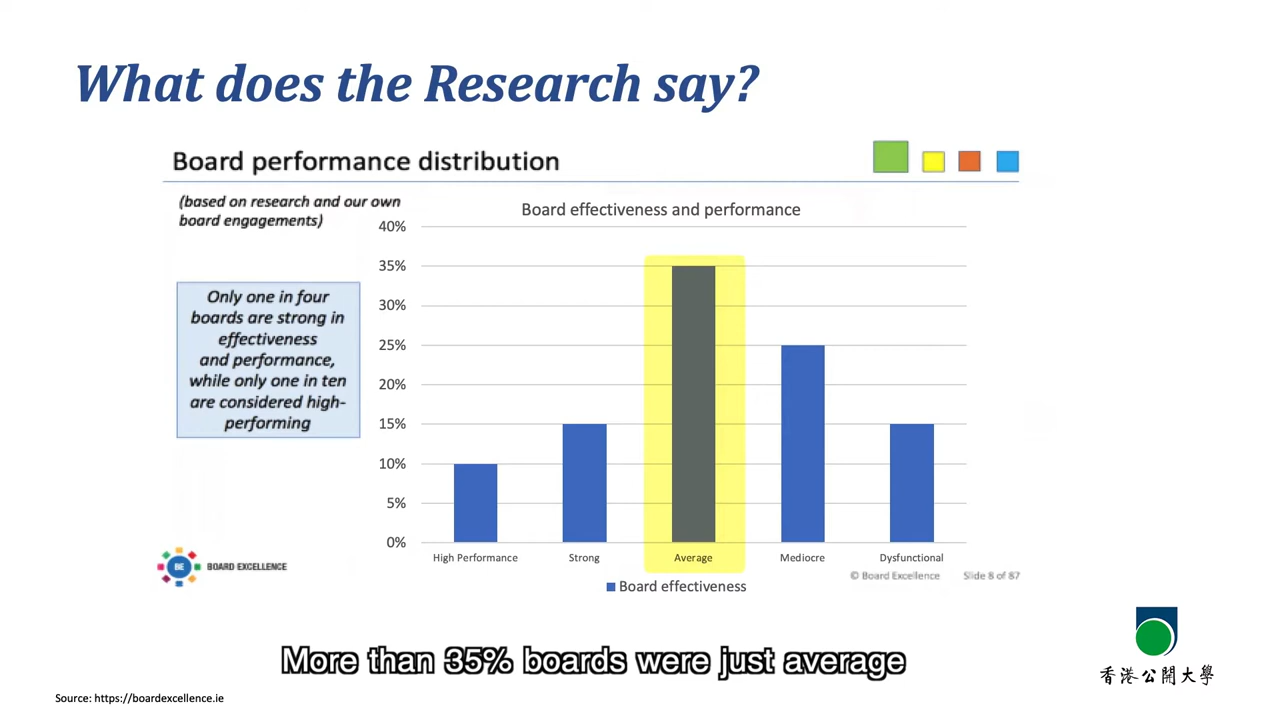 What does the Research say?
Board performance distribution
(based on research and our own
board engagements)
Only one in four
boards are strong in
effectiveness
and performance,
while only one in ten
are considered high-
performing
Board effectiveness and performance
40%
35%
30%
25%
20%
15%
10%
5%
0%
High Performance
Strong
Average
Mediocre
Dysfunctional
Board effectiveness
BE
BOARD EXCELLENCE
© Board Excellence
Slide 8 of 87
More than 35% boards were just average
香港公開大學
Source: https://boardexcellence.ie